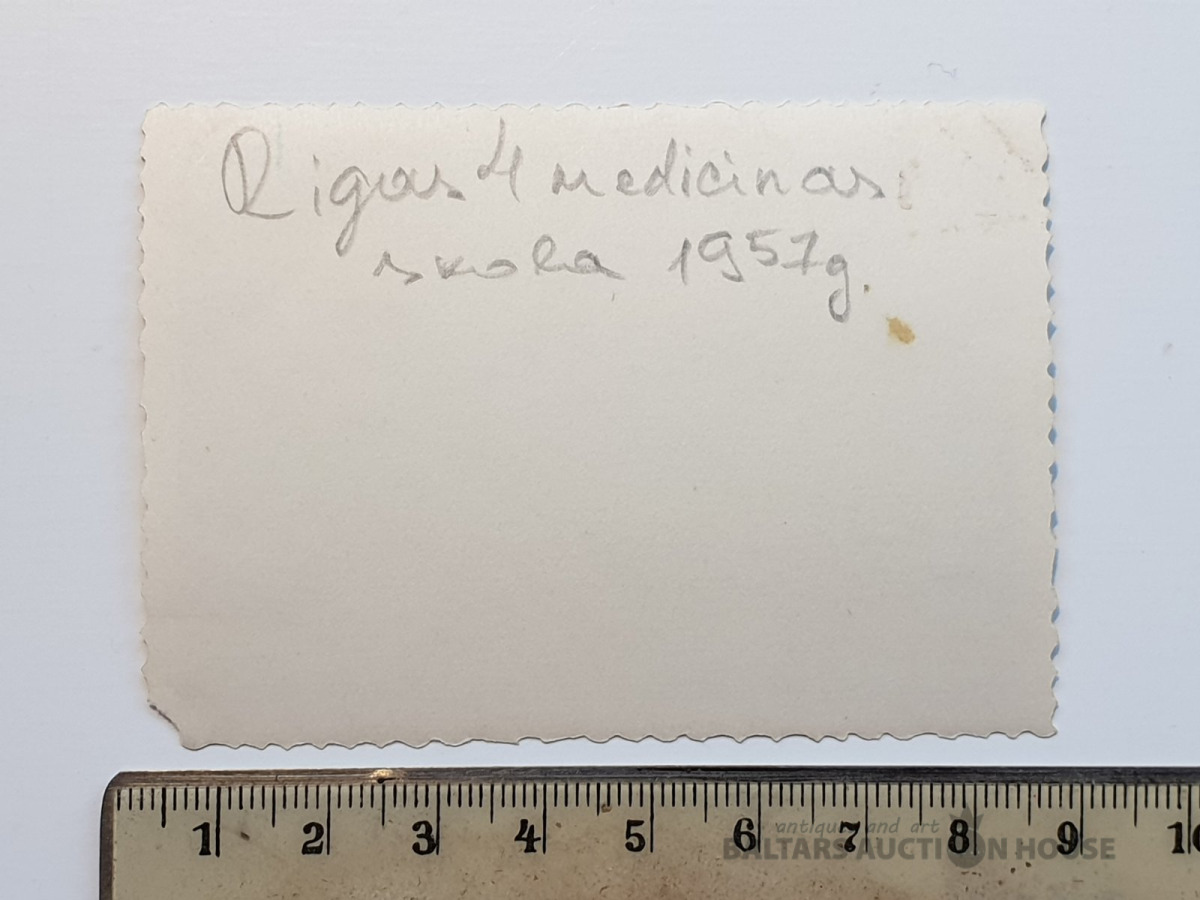 Rigas 4 medicinas
skola 1957g.
1 2 3 4 5 6 7 8 9 10
antique and art
BALTARS AUCTION HOUSE